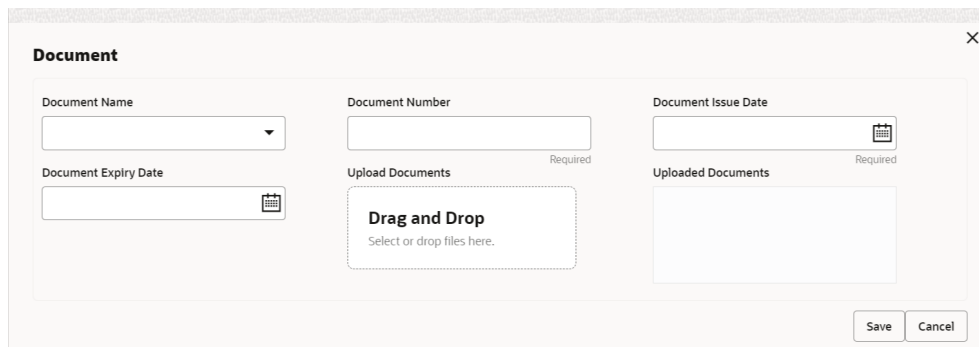 Document
Document Name
Document Number
Document Issue Date
Required
Required
Document Expiry Date
Upload Documents
Uploaded Documents
Drag and Drop
Select or drop files here.
Save
Cancel